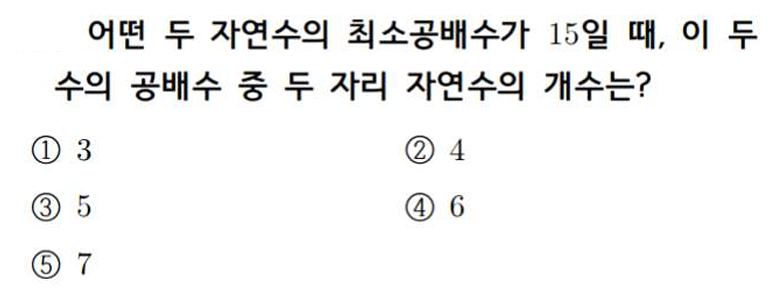 어떤 두 자연수의 최소공배수가 15일 때, 이 두
수의 공배수 중 두 자리 자연수의 개수는?
① 3 ② 4
③ 5 ④ 6
⑤ 7